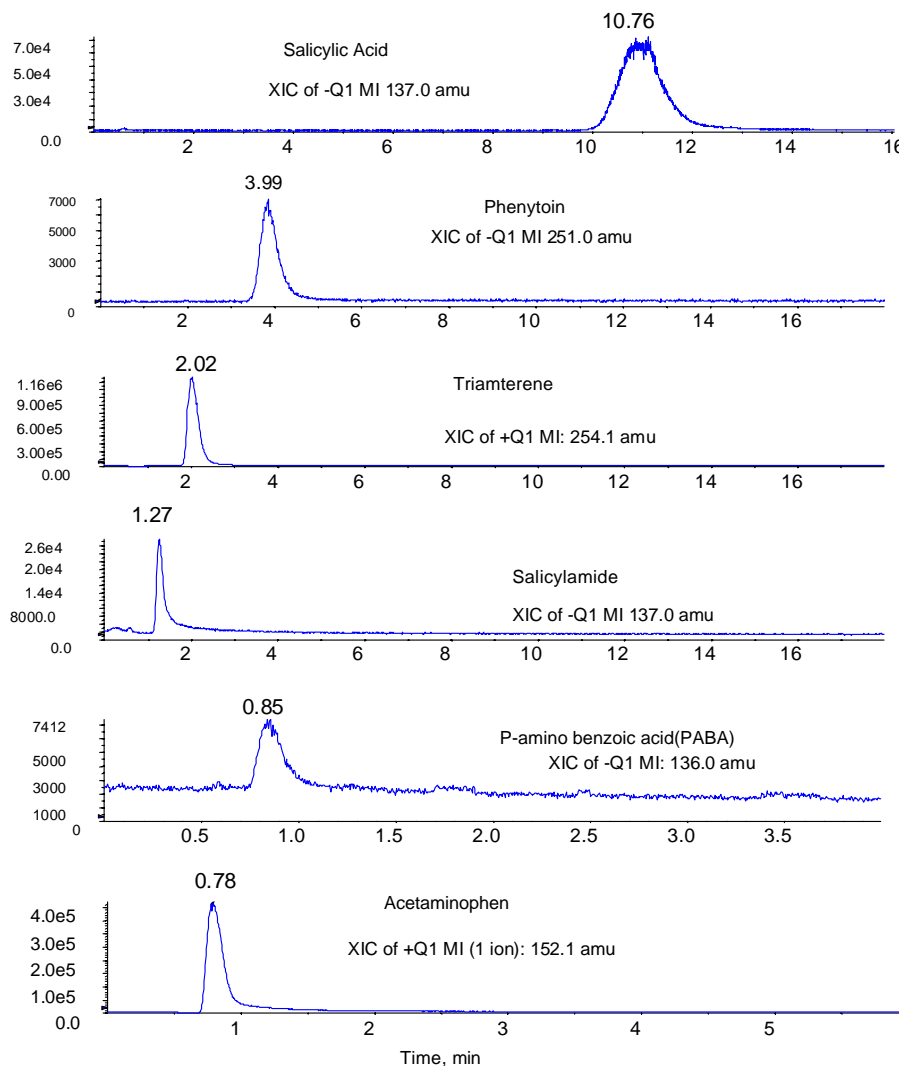 10.76
7.0e4
Salicylic Acid
5.0e4
XIC of -Q1 MI 137.0 amu
3.0e4
0.0
2 4 6 8 10 12 14 16
3.99
7000
Phenytoin
5000
XIC of -Q1 MI 251.0 amu
3000
0
2 4 6 8 10 12 14 16
2.02
1.16e6
Triamterene
9.00e5
6.00e5
XIC of +Q1 MI: 254.1 amu
3.00e5
0.00
2 4 6 8 10 12 14 16
1.27
2.6e4
2.0e4
Salicylamide
1.4e4
8000.0
XIC of -Q1 MI 137.0 amu
0.0
2 4 6 8 10 12 14 16
0.85
7412
P-amino benzoic acid(PABA)
5000
XIC of -Q1 MI: 136.0 amu
3000
1000
0
0.5 1.0 1.5 2.0 2.5 3.0 3.5
0.78
4.0e5
Acetaminophen
3.0e5
XIC of +Q1 MI (1 ion): 152.1 amu
2.0e5
1.0e5
0.0
1 2 3 4 5
Time, min